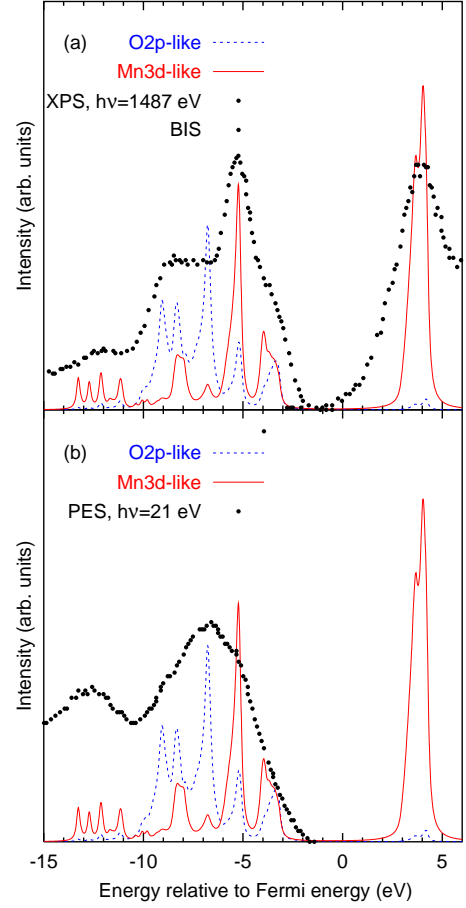 (a)
O2p-like
Mn3d-like
XPS, hν=1487 eV
BIS
Intensity (arb. units)
(b)
O2p-like
Mn3d-like
PES, hν=21 eV
Intensity (arb. units)
-15 -10 -5 0 5
Energy relative to Fermi energy (eV)